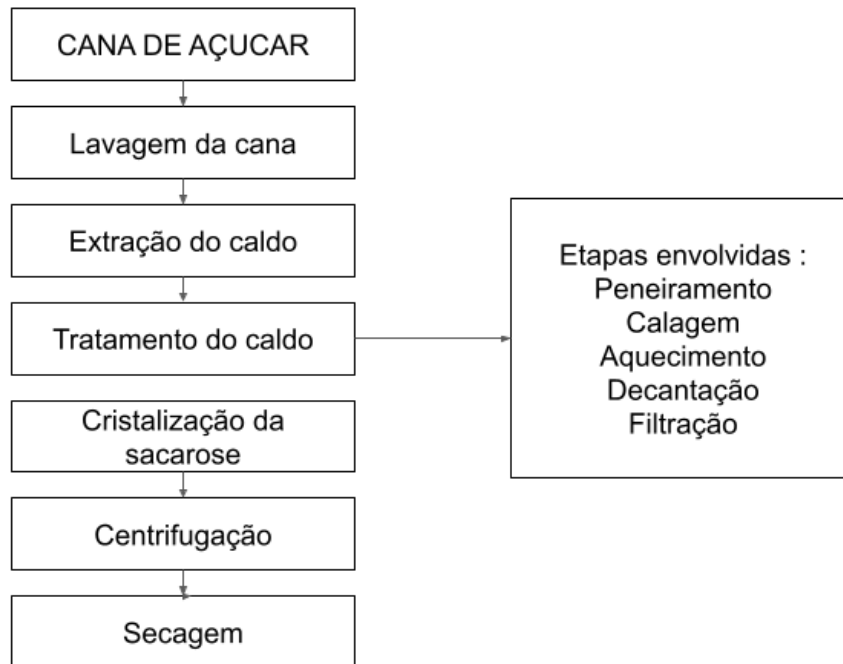 CANA DE AÇUCAR
Lavagem da cana
Extração do caldo
Tratamento do caldo
Etapas envolvidas :
Peneiramento
Calagem
Aquecimento
Decantação
Filtração
Cristalização da
sacarose
Centrifugação
Secagem